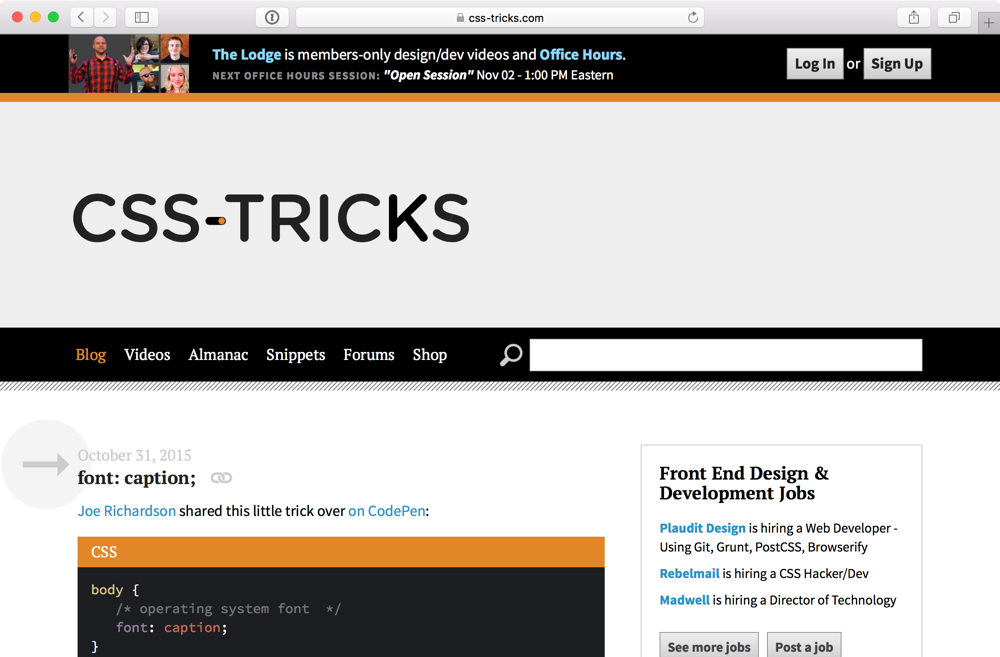 css-tricks.com
The Lodge is members-only design/dev videos and Office Hours.
NEXT OFFICE HOURS SESSION: "Open Session" Nov 02 - 1:00 PM Eastern
Log In or Sign Up
CSS-TRICKS
Blog Videos Almanac Snippets Forums Shop
October 31, 2015
font: caption;
Joe Richardson shared this little trick over on CodePen:
CSS
body {
/* operating system font  */
font: caption;
}
Front End Design &
Development Jobs
Plaudit Design is hiring a Web Developer -
Using Git, Grunt, PostCSS, Browserify
Rebelmail is hiring a CSS Hacker/Dev
Madwell is hiring a Director of Technology
See more jobs Post a job